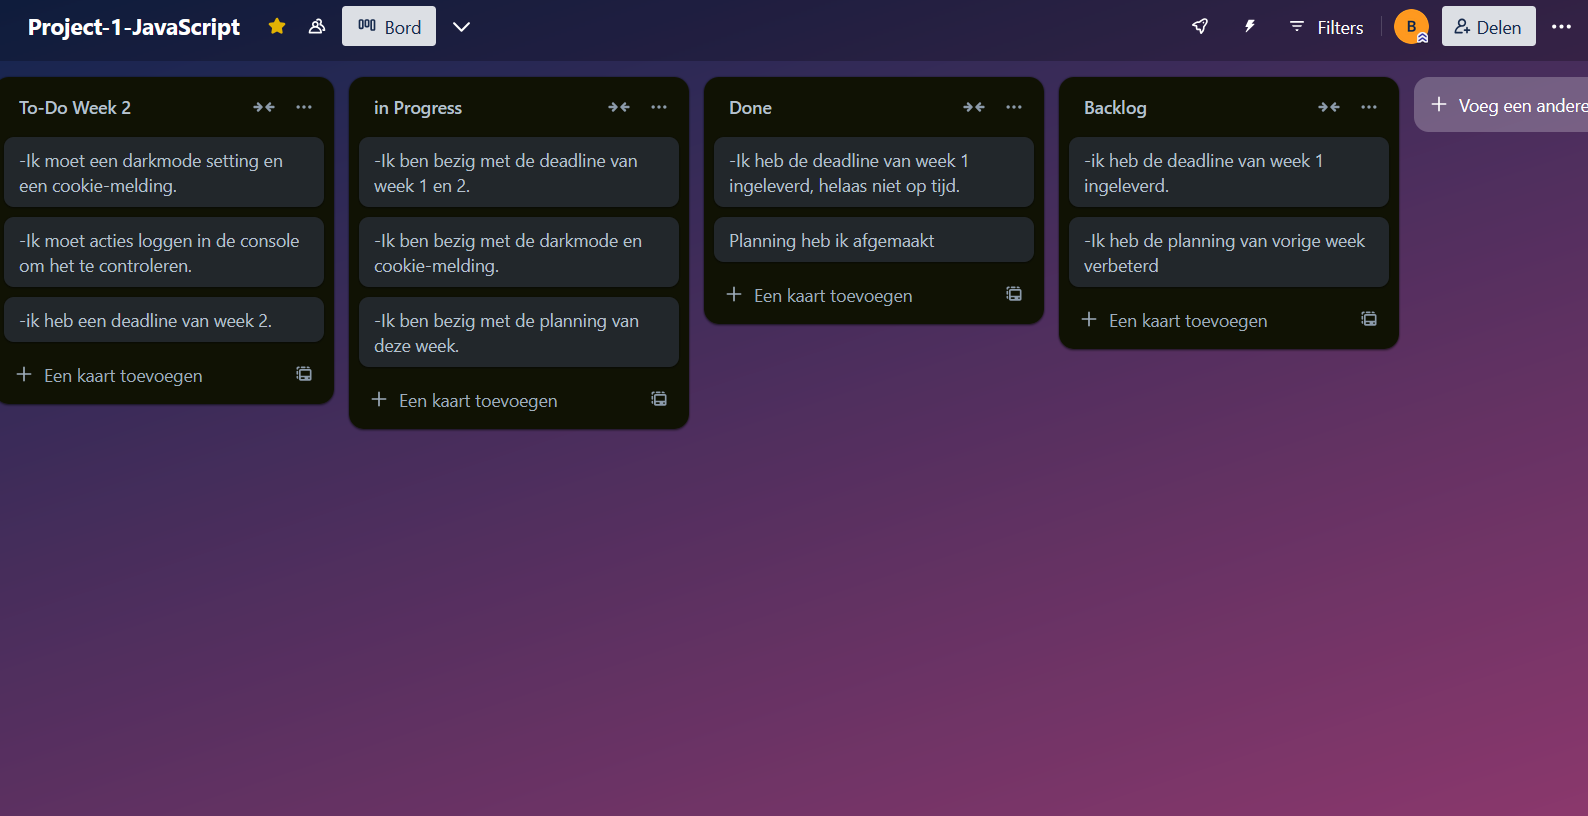 Project-1-JavaScript
Bord
Filters
B
Delen
To-Do Week 2
-Ik moet een darkmode setting en
een cookie-melding.
-Ik moet acties loggen in de console
om het te controleren.
-ik heb een deadline van week 2.
Een kaart toevoegen
in Progress
-Ik ben bezig met de deadline van
week 1 en 2.
-Ik ben bezig met de darkmode en
cookie-melding.
-Ik ben bezig met de planning van
deze week.
Een kaart toevoegen
Done
-Ik heb de deadline van week 1
ingeleverd, helaas niet op tijd.
Planning heb ik afgemaakt
Een kaart toevoegen
Backlog
-ik heb de deadline van week 1
ingeleverd.
-Ik heb de planning van vorige week
verbeterd
Een kaart toevoegen
Voeg een andere